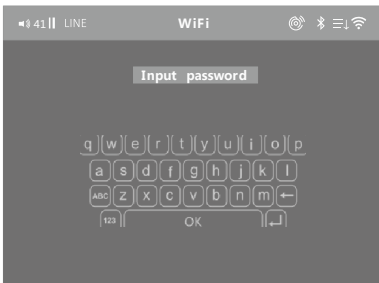 41 LINE WiFi
Input password
q w e r t y u i o p
a s d f g h j k l
ABC z x c v b n m ←
123 OK